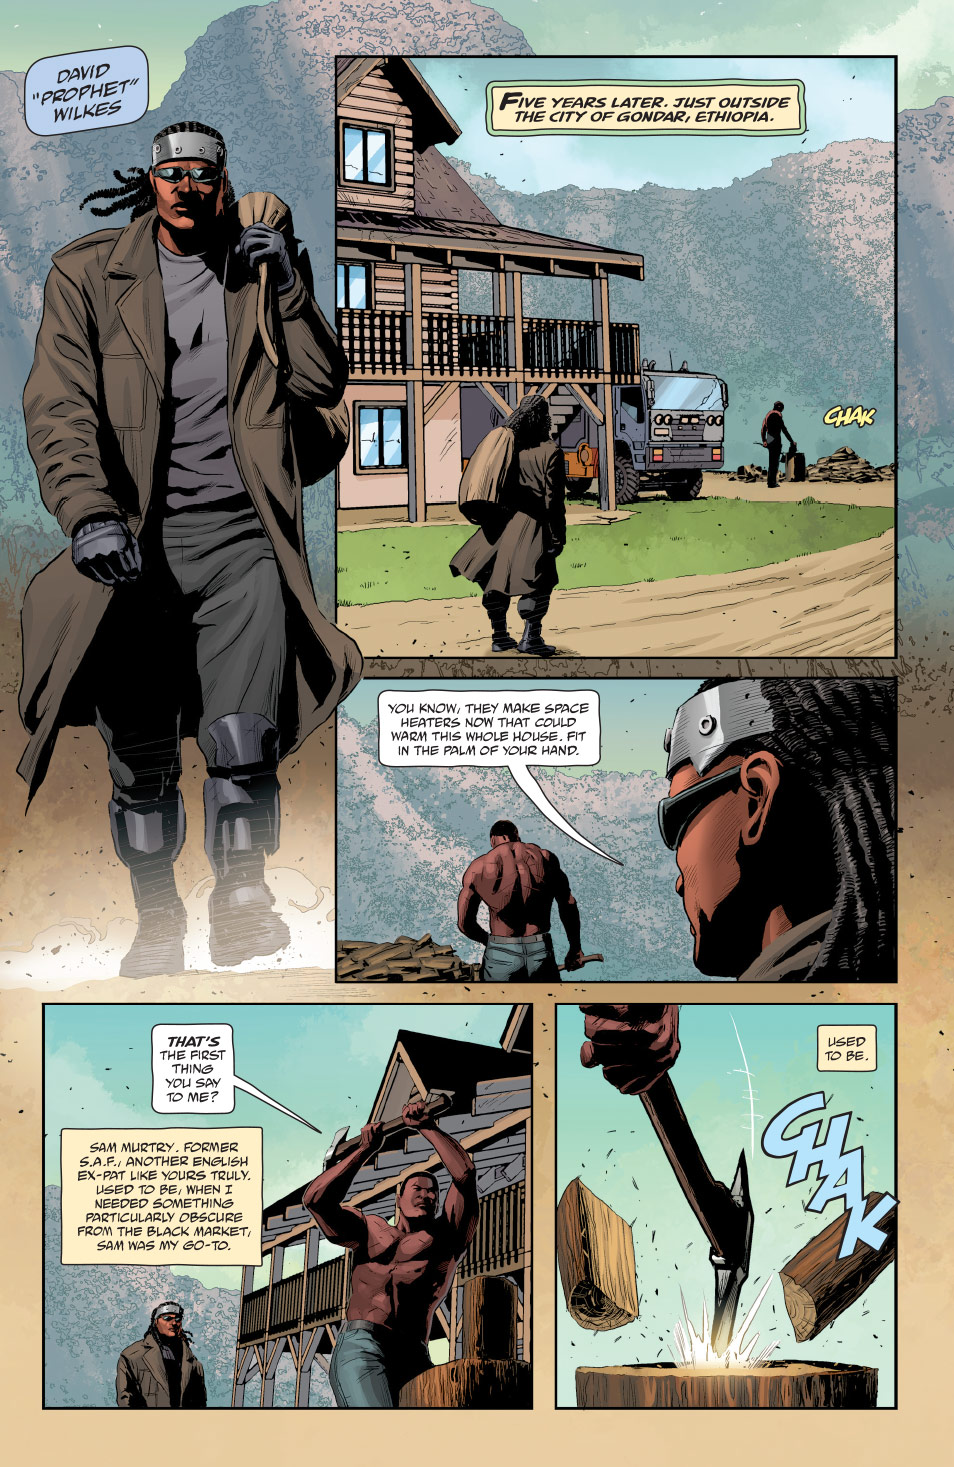 DAVID
"PROPHET"
WILKES
FIVE YEARS LATER. JUST OUTSIDE
THE CITY OF GONDAR, ETHIOPIA.
CHAK
YOU KNOW, THEY MAKE SPACE
HEATERS NOW THAT COULD
WARM THIS WHOLE HOUSE. FIT
IN THE PALM OF YOUR HAND.
THAT'S
THE FIRST
THING
YOU SAY
TO ME?
SAM MURTRY. FORMER
S.A.F., ANOTHER ENGLISH
EX-PAT LIKE YOURS TRULY.
USED TO BE, WHEN I
NEEDED SOMETHING
PARTICULARLY OBSCURE
FROM THE BLACK MARKET,
SAM WAS MY GO-TO.
USED
TO BE.
CHAK